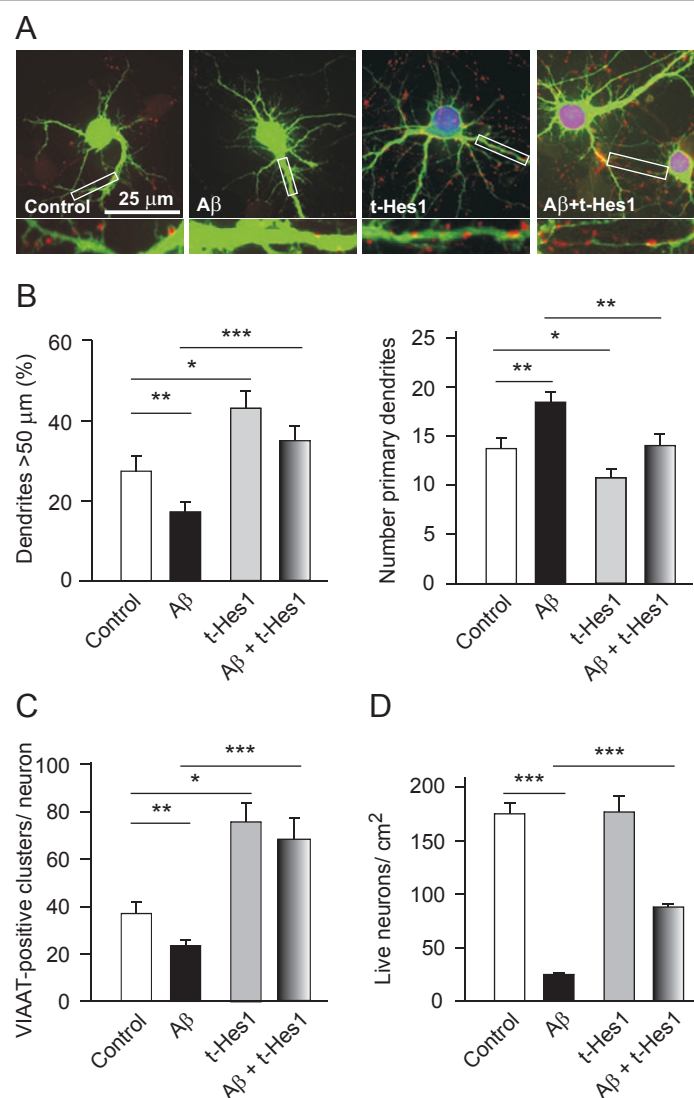 A
Control
25 μm
Aβ
t-Hes1
Aβ+t-Hes1
B
Dendrites >50 μm (%)
60
40
20
0
***
*
**
Control
Aβ
t-Hes1
Aβ + t-Hes1
Number primary dendrites
25
20
15
10
5
0
**
*
**
Control
Aβ
t-Hes1
Aβ + t-Hes1
C
VIAAT-positive clusters/ neuron
100
80
60
40
20
0
***
*
**
Control
Aβ
t-Hes1
Aβ + t-Hes1
D
Live neurons/ cm²
200
150
100
50
0
***
***
Control
Aβ
t-Hes1
Aβ + t-Hes1